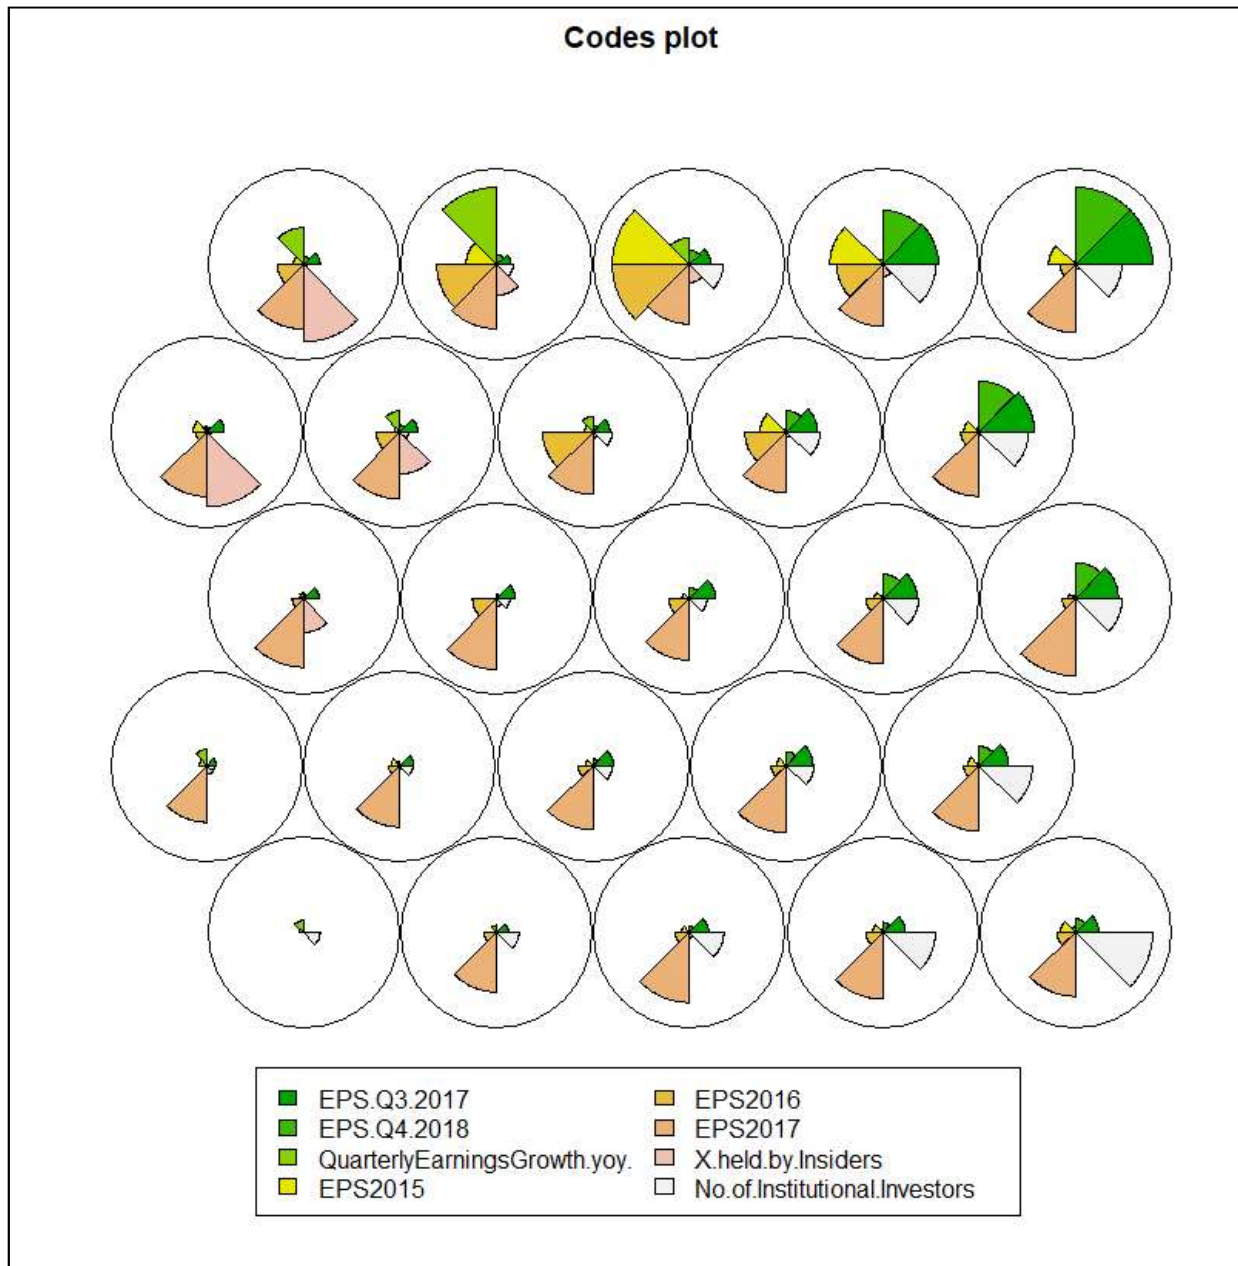 Codes plot
EPS.Q3.2017
EPS.Q4.2018
QuarterlyEarningsGrowth.yoy.
EPS2015
EPS2016
EPS2017
X.held.by.Insiders
No.of.Institutional.Investors